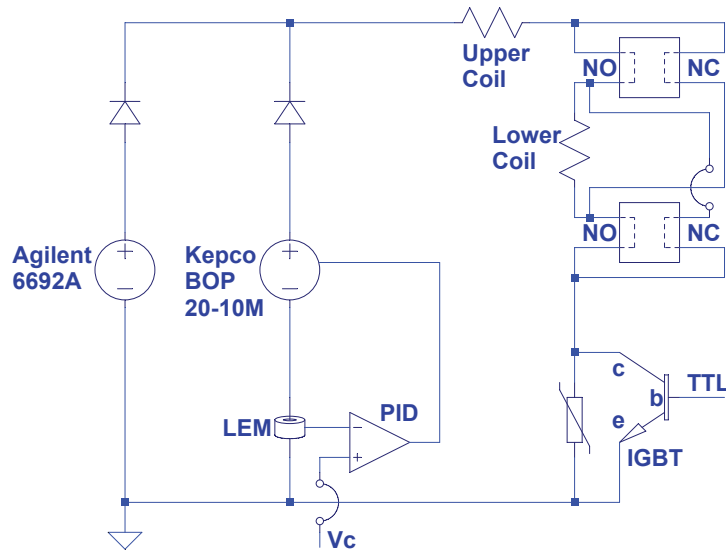 Upper
Coil
NO
NC
Lower
Coil
Agilent
6692A
Kepco
BOP
20-10M
NO
NC
c
b
TTL
e
IGBT
LEM
PID
Vc
−
+